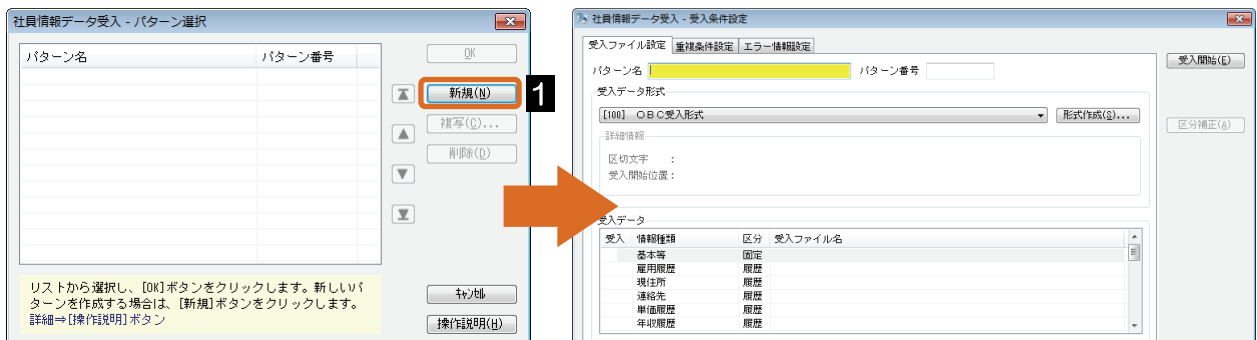 社員情報データ受入 - パターン選択
パターン名 パターン番号
OK
新規(N)
1
複写(C)...
削除(D)
リストから選択し、[OK]ボタンをクリックします。新しいパ
ターンを作成する場合は、[新規]ボタンをクリックします。
詳細⇒[操作説明]ボタン
キャンセル
操作説明(H)
社員情報データ受入 - 受入条件設定
受入ファイル設定 重複条件設定 エラー情報設定
受入開始(E)
パターン名 パターン番号
受入データ形式
[100] OBC受入形式
形式作成(S)...
区分補正(A)
詳細情報
区切文字 :
受入開始位置:
受入データ
受入 情報種類 区分 受入ファイル名
基本等 固定
雇用履歴 履歴
現住所 履歴
連絡先 履歴
単価履歴 履歴
年収履歴 履歴